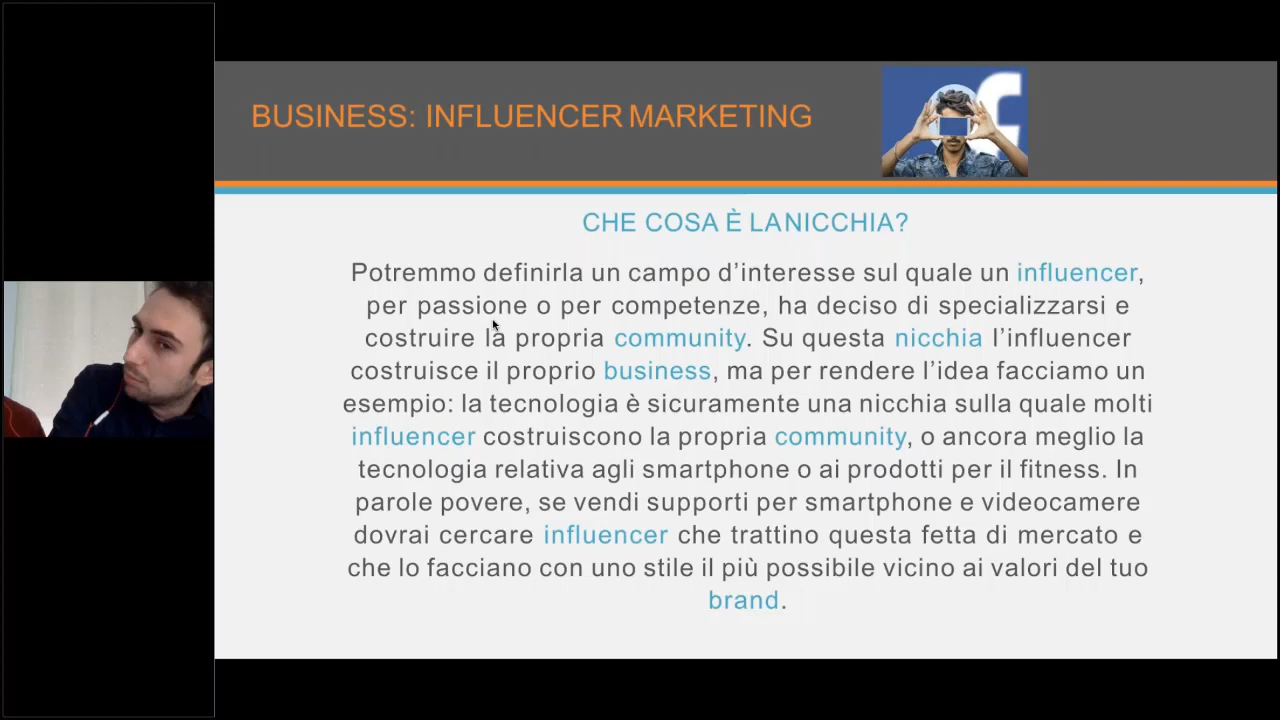 BUSINESS: INFLUENCER MARKETING
CHE COSA È LANICCHIA?
Potremmo definirla un campo d’interesse sul quale un influencer,
per passione o per competenze, ha deciso di specializzarsi e
costruire la propria community. Su questa nicchia l’influencer
costruisce il proprio business, ma per rendere l’idea facciamo un
esempio: la tecnologia è sicuramente una nicchia sulla quale molti
influencer costruiscono la propria community, o ancora meglio la
tecnologia relativa agli smartphone o ai prodotti per il fitness. In
parole povere, se vendi supporti per smartphone e videocamere
dovrai cercare influencer che trattino questa fetta di mercato e
che lo facciano con uno stile il più possibile vicino ai valori del tuo
brand.